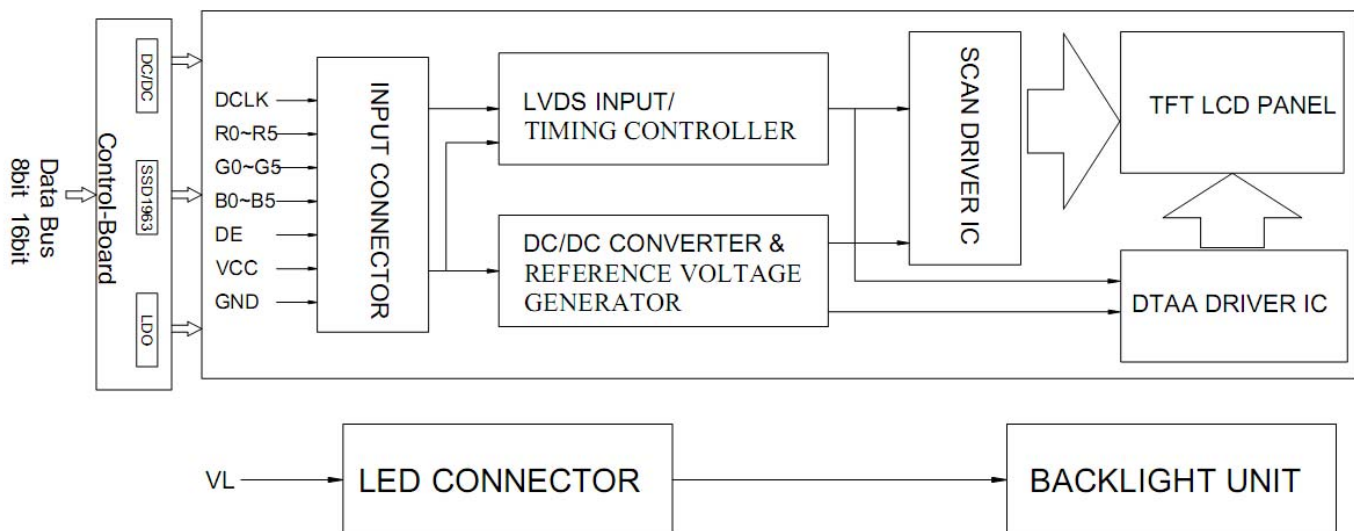 Data Bus
8bit 16bit
Control-Board
DC/DC
SSD1963
LDO
DCLK
R0~R5
G0~G5
B0~B5
DE
VCC
GND
INPUT CONNECTOR
LVDS INPUT/
TIMING CONTROLLER
DC/DC CONVERTER &
REFERENCE VOLTAGE
GENERATOR
SCAN DRIVER IC
TFT LCD PANEL
DTAA DRIVER IC
VL
LED CONNECTOR
BACKLIGHT UNIT